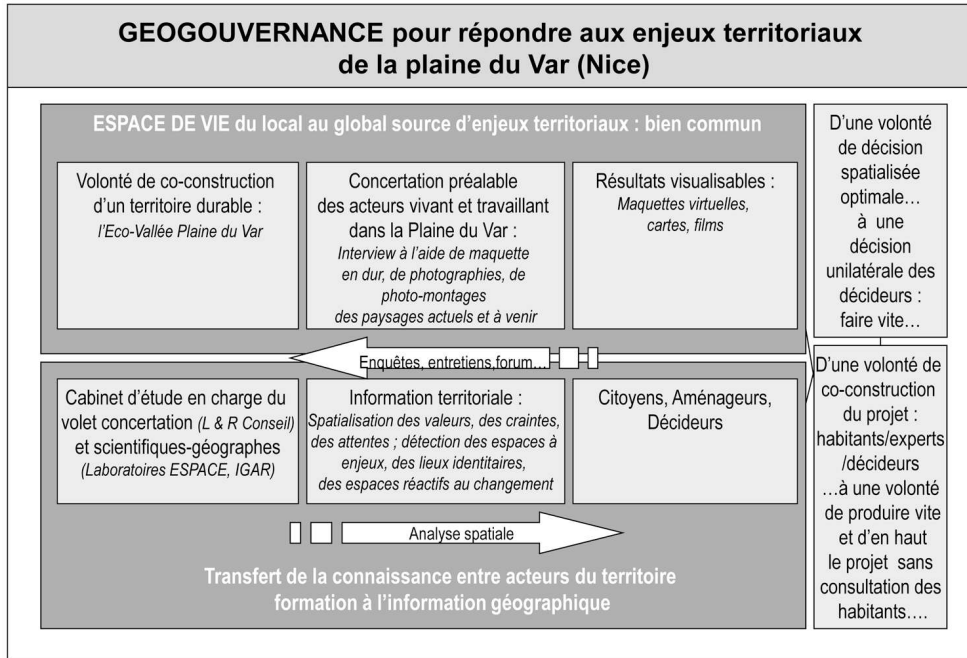 GEOGOUVERNANCE pour répondre aux enjeux territoriaux
de la plaine du Var (Nice)
ESPACE DE VIE du local au global source d'enjeux territoriaux : bien commun
Volonté de co-construction
d'un territoire durable :
l'Eco-Vallée Plaine du Var
Concertation préalable
des acteurs vivant et travaillant
dans la Plaine du Var :
Interview à l'aide de maquette
en dur, de photographies, de
photo-montages
des paysages actuels et à venir
Résultats visualisables :
Maquettes virtuelles,
cartes, films
D'une volonté
de décision
spatialisée
optimale…
à une
décision
unilatérale des
décideurs :
faire vite…
Enquêtes, entretiens,forum…
Cabinet d'étude en charge du
volet concertation (L & R Conseil)
et scientifiques-géographes
(Laboratoires ESPACE, IGAR)
Information territoriale :
Spatialisation des valeurs, des craintes,
des attentes ; détection des espaces à
enjeux, des lieux identitaires,
des espaces réactifs au changement
Citoyens, Aménageurs,
Décideurs
D'une volonté de
co-construction
du projet :
habitants/experts
/décideurs
…à une volonté
de produire vite
et d'en haut
le projet sans
consultation des
habitants….
Analyse spatiale
Transfert de la connaissance entre acteurs du territoire
formation à l'information géographique